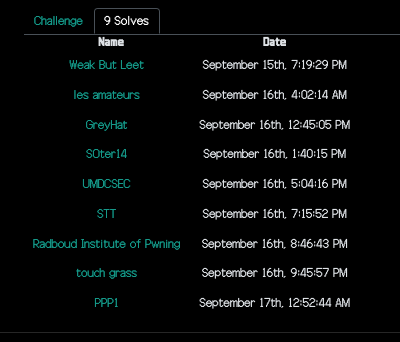 Challenge 9 Solves
Name Date
Weak But Leet September 15th, 7:19:29 PM
les amateurs September 16th, 4:02:14 AM
GreyHat September 16th, 12:45:05 PM
S0ter14 September 16th, 1:40:15 PM
UMDCSEC September 16th, 5:04:16 PM
STT September 16th, 7:15:52 PM
Radboud Institute of Pwning September 16th, 8:46:43 PM
touch grass September 16th, 9:45:57 PM
PPP1 September 17th, 12:52:44 AM